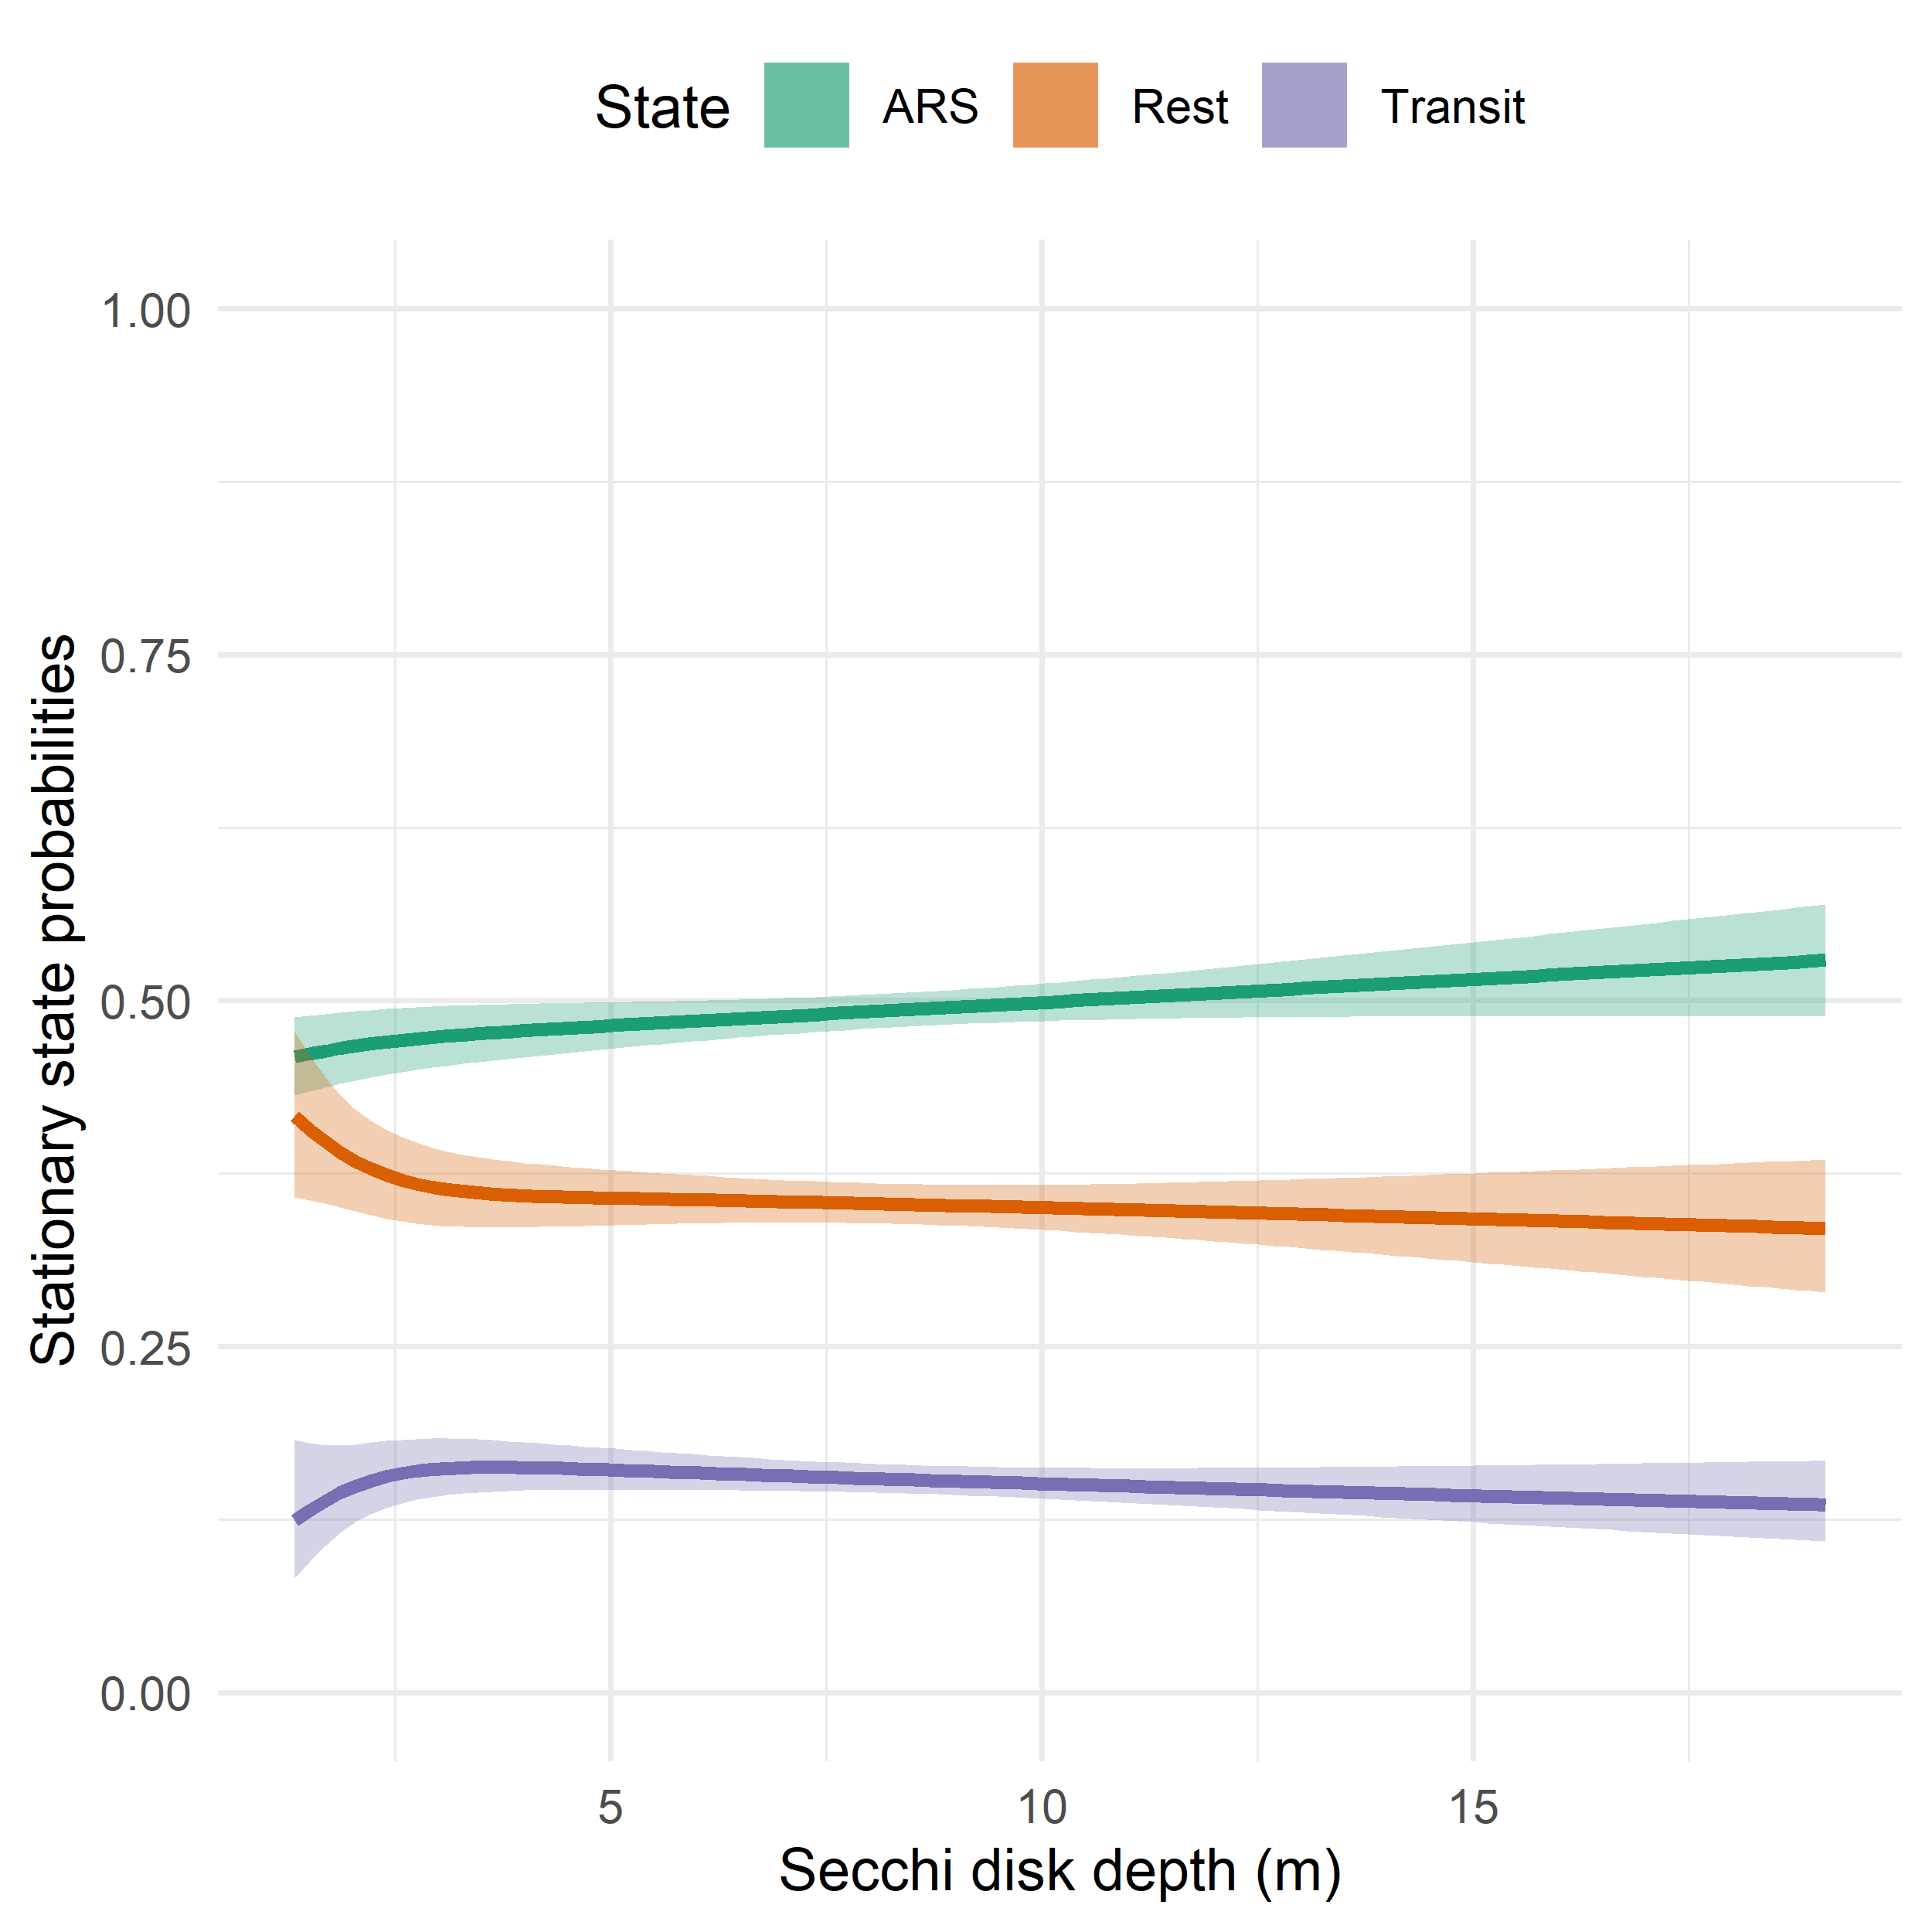 State ARS Rest Transit
Stationary state probabilities
1.00
0.75
0.50
0.25
0.00
5 10 15
Secchi disk depth (m)